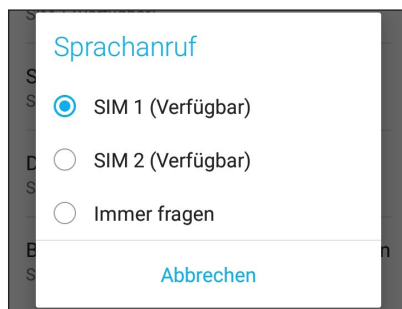 Sprachanruf
SIM 1 (Verfügbar)
SIM 2 (Verfügbar)
Immer fragen
Abbrechen